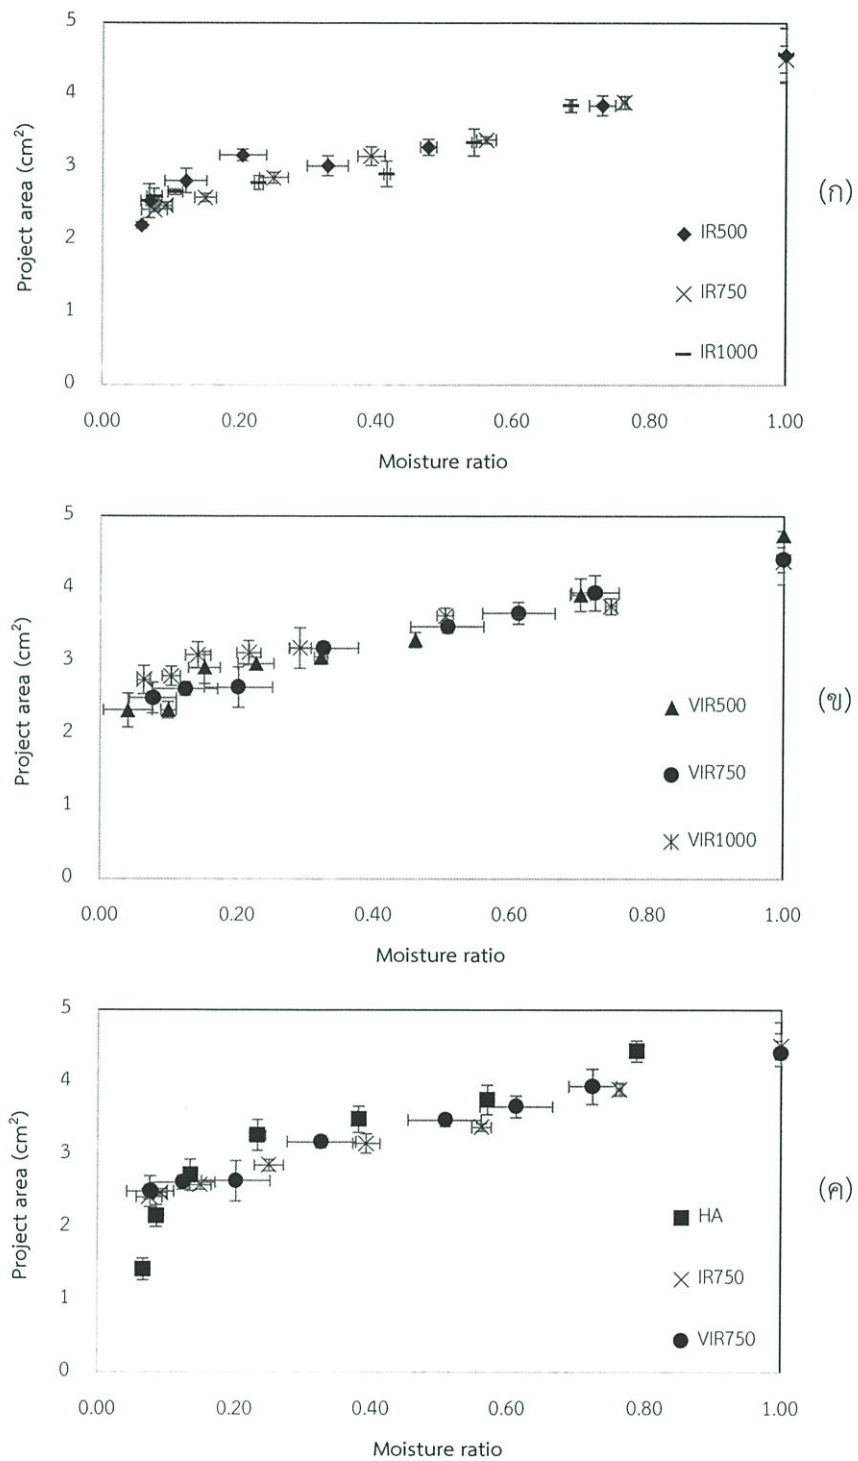 5
4
3
2
1
0
Project area (cm²)
0.00 0.20 0.40 0.60 0.80 1.00
Moisture ratio
IR500
IR750
IR1000
(ก)
5
4
3
2
1
0
Project area (cm²)
0.00 0.20 0.40 0.60 0.80 1.00
Moisture ratio
VIR500
VIR750
VIR1000
(ข)
5
4
3
2
1
0
Project area (cm²)
0.00 0.20 0.40 0.60 0.80 1.00
Moisture ratio
HA
IR750
VIR750
(ค)